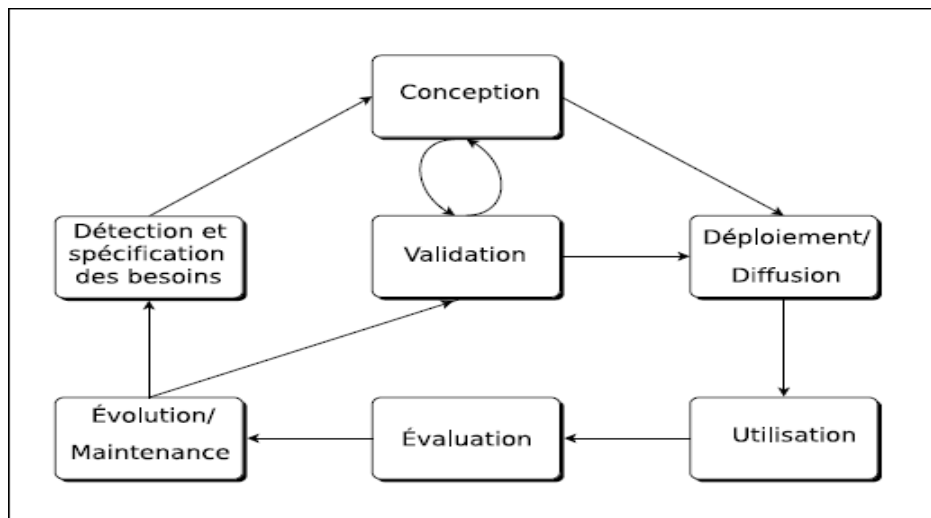 Conception
Détection et
spécification
des besoins
Validation
Déploiement/
Diffusion
Évolution/
Maintenance
Évaluation
Utilisation